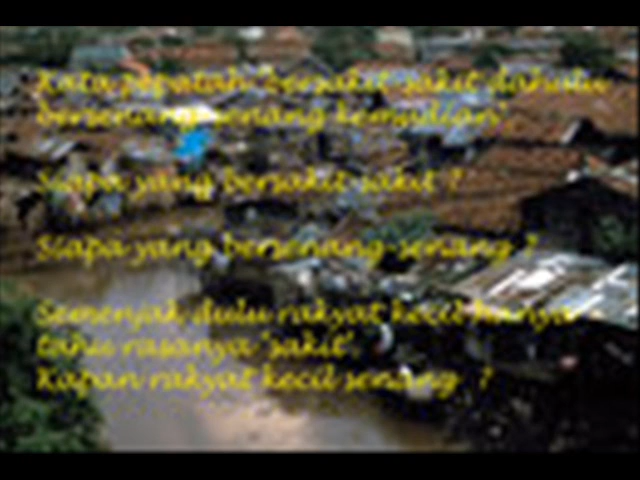 Kata pepatah "bersakit-sakit dahulu
bersenang-senang kemudian"
Siapa yang bersakit-sakit ?
Siapa yang bersenang-senang ?
Semenjak dulu rakyat kecil hanya
tahu rasanya "sakit".
Kapan rakyat kecil senang ?